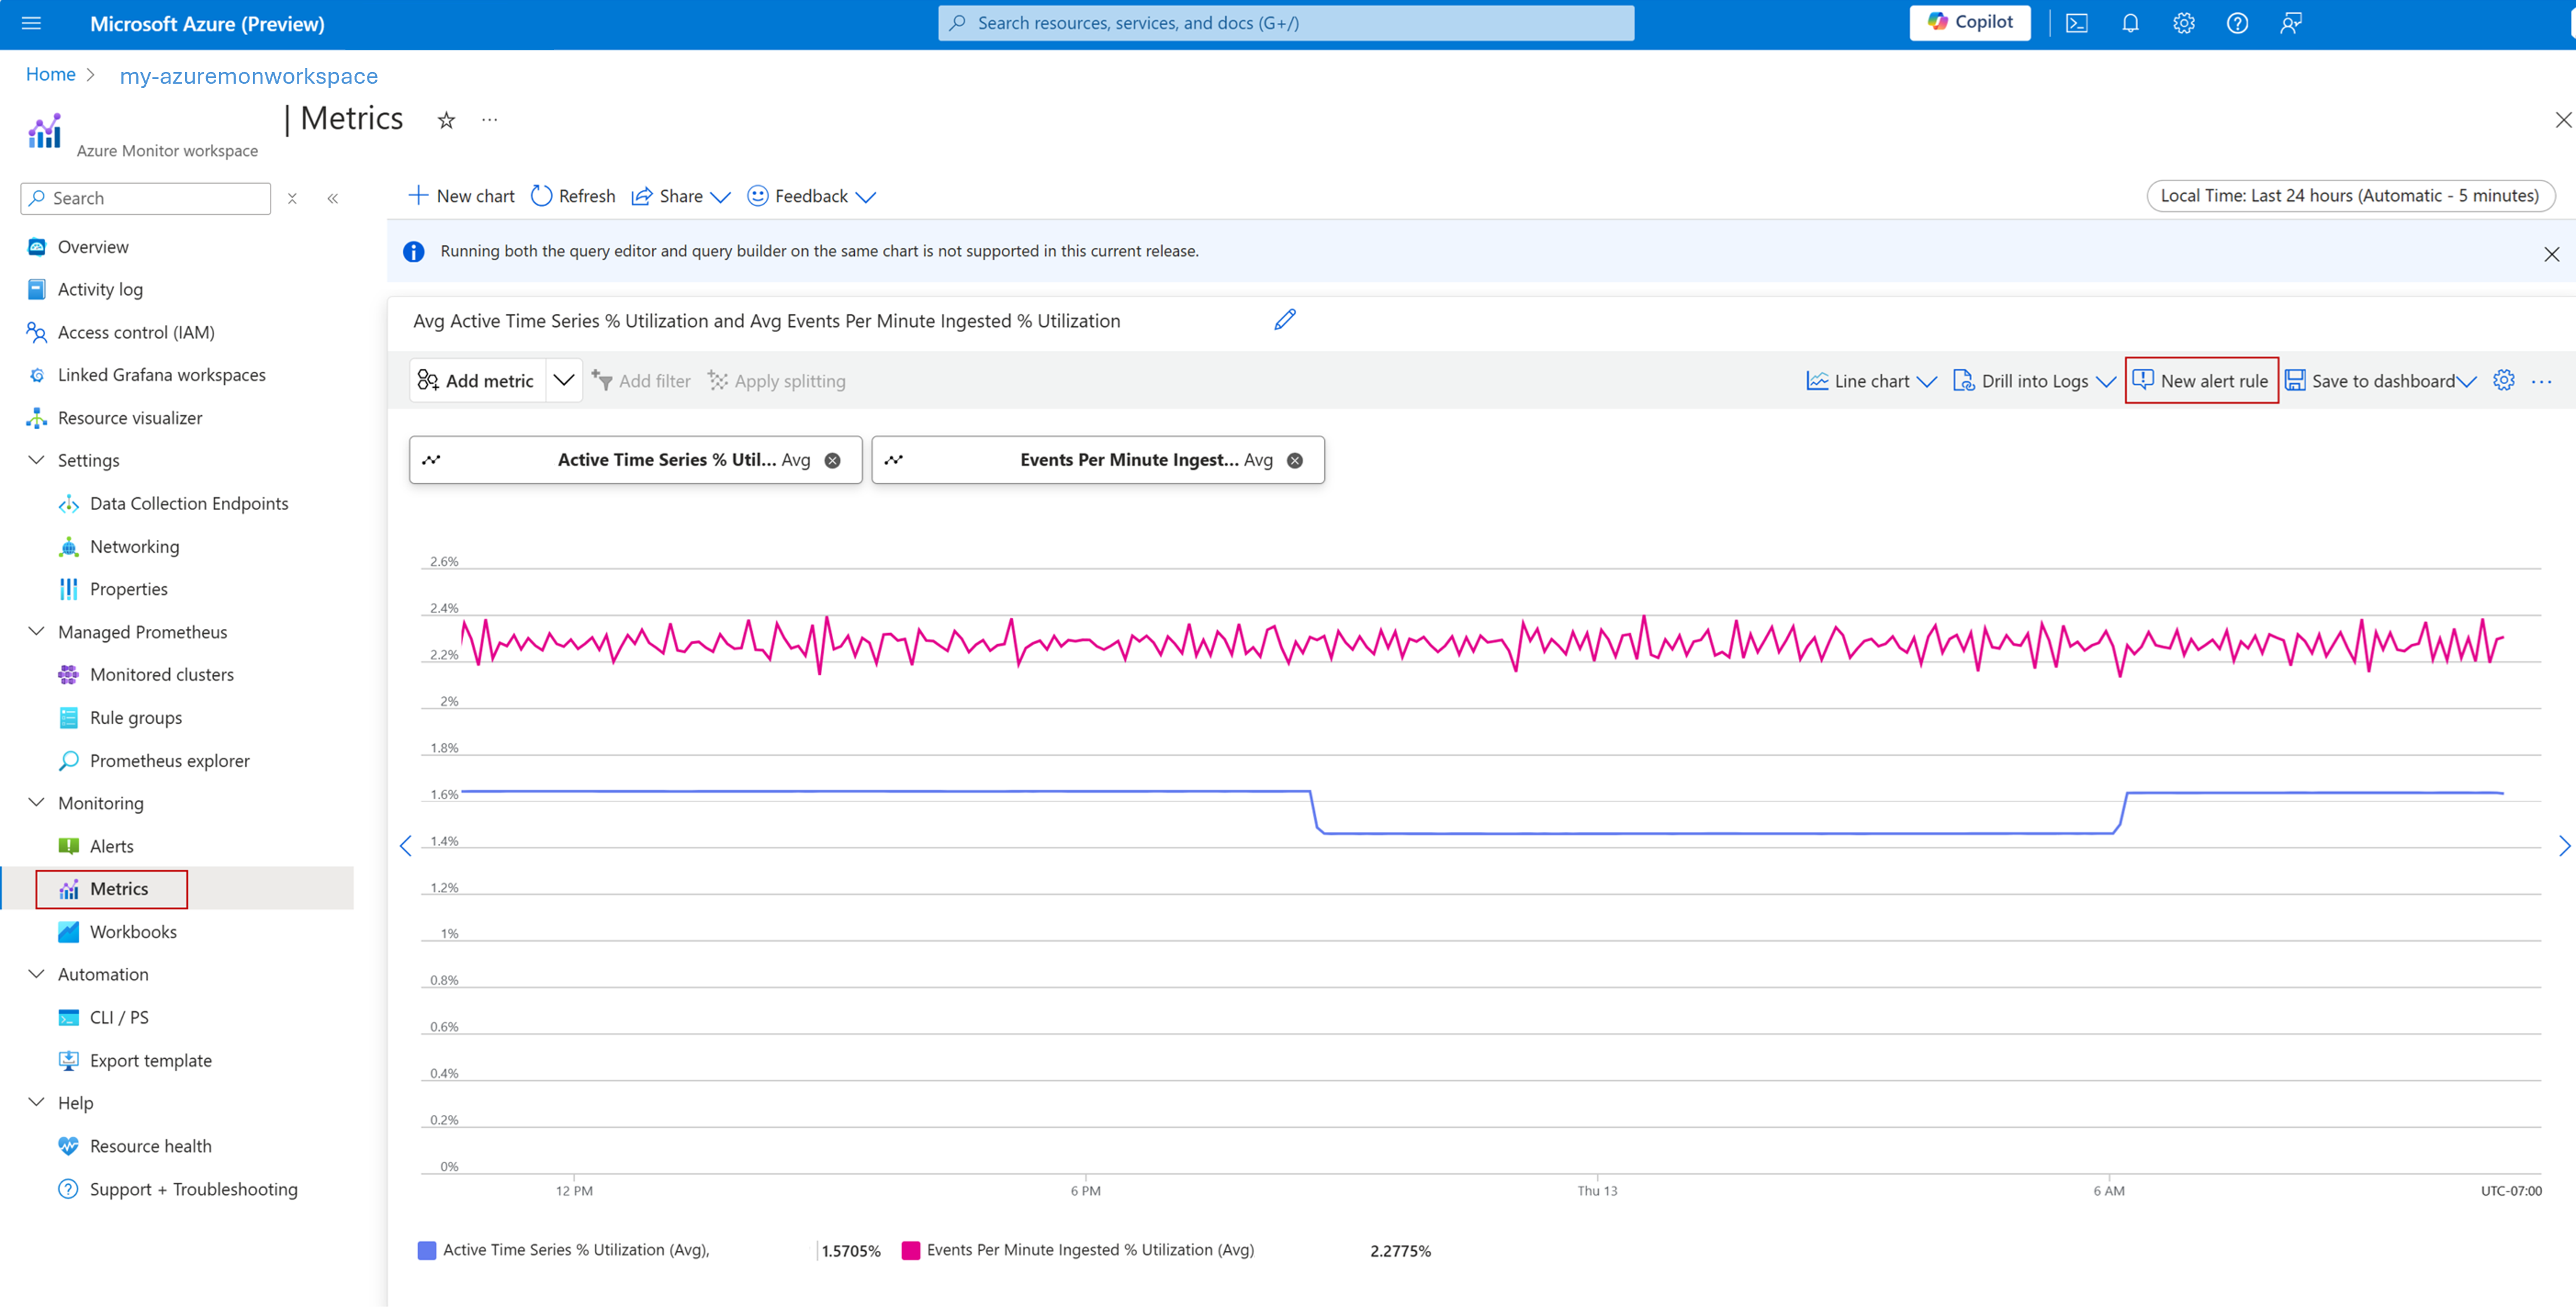 Microsoft Azure (Preview)
Search resources, services, and docs (G+/)
Copilot
Home
my-azuremonworkspace
| Metrics
Azure Monitor workspace
Search
New chart
Refresh
Share
Feedback
Local Time: Last 24 hours (Automatic - 5 minutes)
Running both the query editor and query builder on the same chart is not supported in this current release.
Overview
Activity log
Access control (IAM)
Linked Grafana workspaces
Resource visualizer
Settings
Data Collection Endpoints
Networking
Properties
Managed Prometheus
Monitored clusters
Rule groups
Prometheus explorer
Monitoring
Alerts
Metrics
Workbooks
Automation
CLI / PS
Export template
Help
Resource health
Support + Troubleshooting
Avg Active Time Series % Utilization and Avg Events Per Minute Ingested % Utilization
Add metric
Add filter
Apply splitting
Line chart
Drill into Logs
New alert rule
Save to dashboard
Active Time Series % Util... Avg
Events Per Minute Ingest... Avg
2.6%
2.4%
2.2%
2%
1.8%
1.6%
1.4%
1.2%
1%
0.8%
0.6%
0.4%
0.2%
0%
12 PM
6 PM
Thu 13
6 AM
UTC-07:00
Active Time Series % Utilization (Avg), 1.5705%
Events Per Minute Ingested % Utilization (Avg) 2.2775%